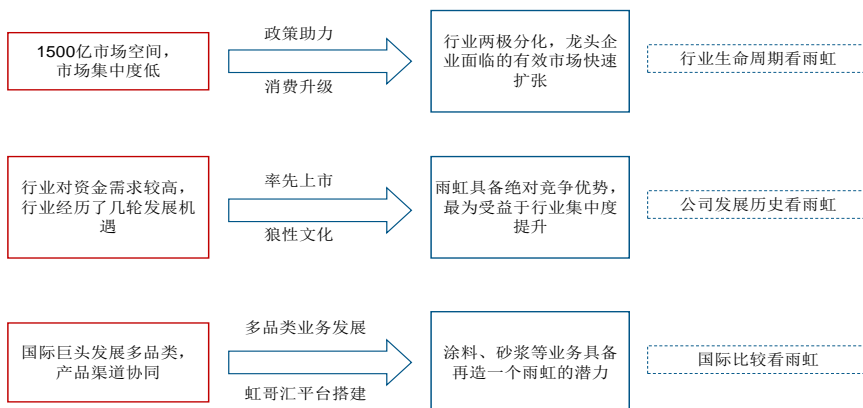 政策助力
1500亿市场空间，
市场集中度低
消费升级
行业两极分化，龙头企
业面临的有效市场快速
扩张
行业生命周期看雨虹
行业对资金需求较高，
行业经历了几轮发展机
遇
率先上市
狼性文化
雨虹具备绝对竞争优势，
最为受益于行业集中度
提升
公司发展历史看雨虹
国际巨头发展多品类，
产品渠道协同
多品类业务发展
虹哥汇平台搭建
涂料、砂浆等业务具备
再造一个雨虹的潜力
国际比较看雨虹